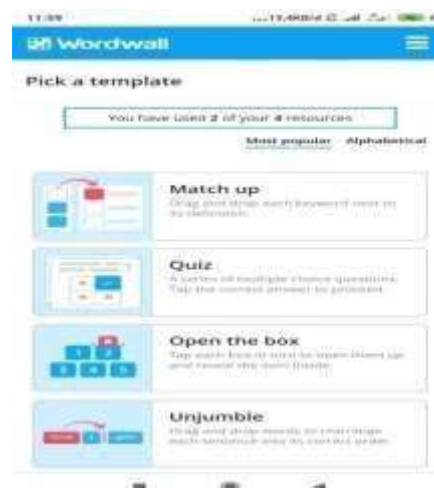 11:59
Wordwall
Pick a template
You have used 2 of your 4 resources
Most popular Alphabetical
Match up
Drag and drop each keyword next to
its definition.
Quiz
A series of multiple choice questions.
Tap the correct answer to proceed.
Open the box
Tap each box in turn to open them up
and reveal the item inside.
Unjumble
Drag and drop words to rearrange
each sentence into its correct order.